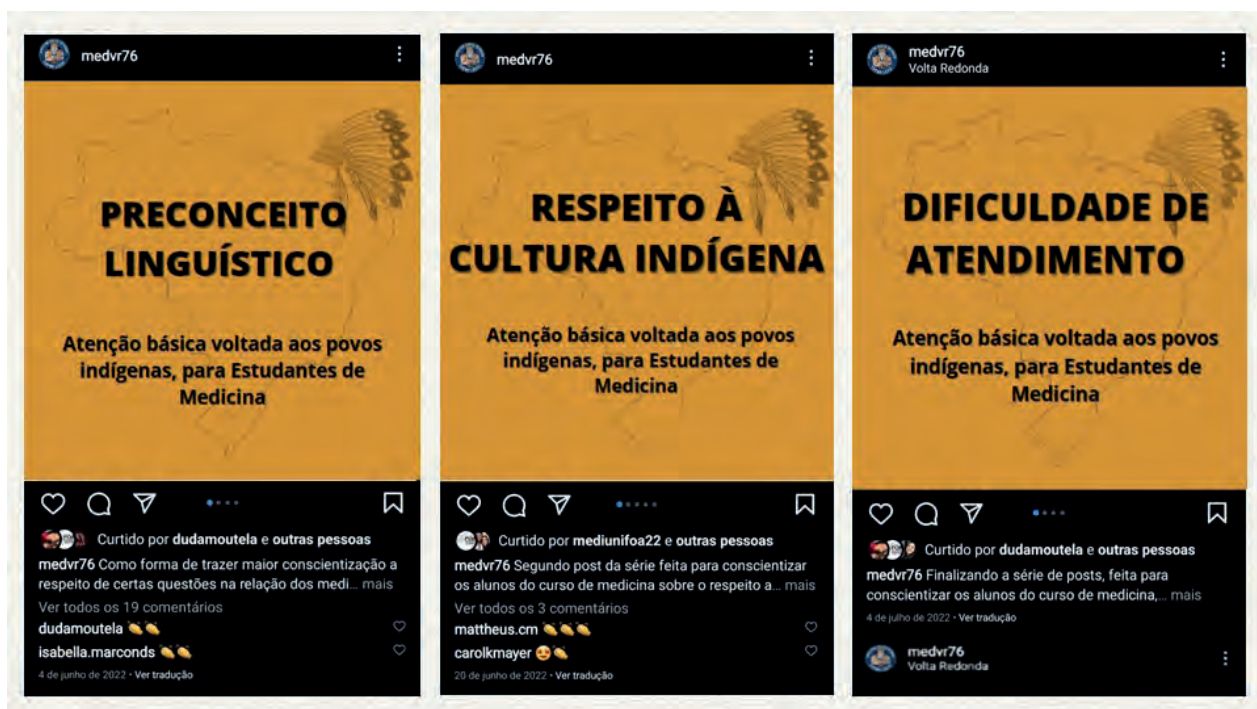 medvr76
PRECONCEITO
LINGUÍSTICO
Atenção básica voltada aos povos
indígenas, para Estudantes de
Medicina
Curtido por dudamoutela e outras pessoas
medvr76 Como forma de trazer maior conscientização a
respeito de certas questões na relação dos medi... mais
Ver todos os 19 comentários
dudamoutela 👏👏
isabella.marconds 👏👏
4 de junho de 2022 • Ver tradução
medvr76
RESPEITO À
CULTURA INDÍGENA
Atenção básica voltada aos povos
indígenas, para Estudantes de
Medicina
Curtido por mediunifoa22 e outras pessoas
medvr76 Segundo post da série feita para conscientizar
os alunos do curso de medicina sobre o respeito a... mais
Ver todos os 3 comentários
mattheus.cm 👏👏👏
carolkmayer 😍👏
20 de junho de 2022 • Ver tradução
medvr76
Volta Redonda
DIFICULDADE DE
ATENDIMENTO
Atenção básica voltada aos povos
indígenas, para Estudantes de
Medicina
Curtido por dudamoutela e outras pessoas
medvr76 Finalizando a série de posts, feita para
conscientizar os alunos do curso de medicina,... mais
4 de julho de 2022 • Ver tradução
medvr76
Volta Redonda